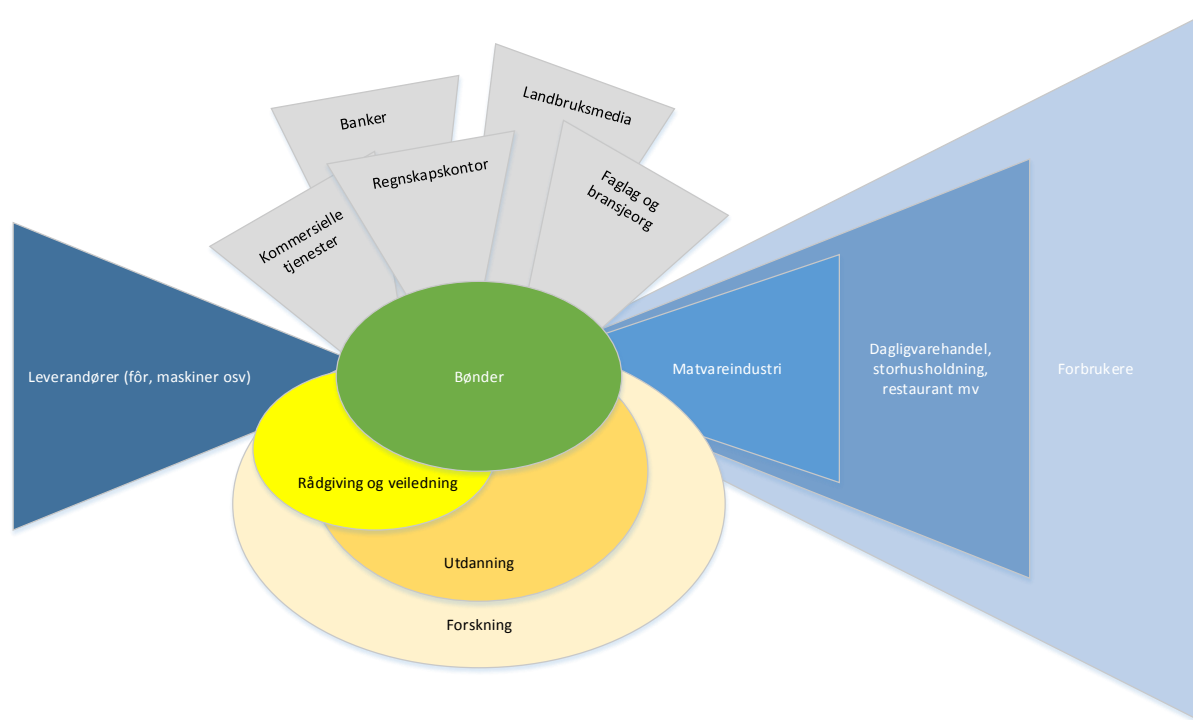 Landbruksmedia
Banker
Regnskapskontor
Faglag og
bransjeorg
Kommersielle
tjenester
Leverandører (fôr, maskiner osv)
Bønder
Matvareindustri
Dagligvarehandel,
storhusholdning,
restaurant mv
Forbrukere
Rådgiving og veiledning
Utdanning
Forskning